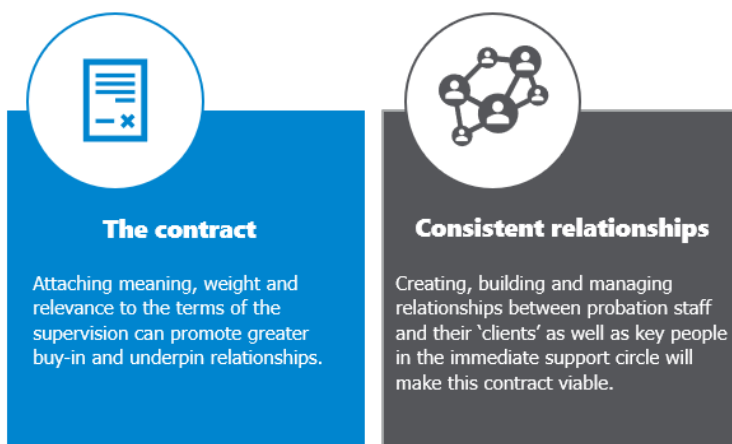 The contract
Attaching meaning, weight and
relevance to the terms of the
supervision can promote greater
buy-in and underpin relationships.
Consistent relationships
Creating, building and managing
relationships between probation staff
and their ‘clients’ as well as key people
in the immediate support circle will
make this contract viable.